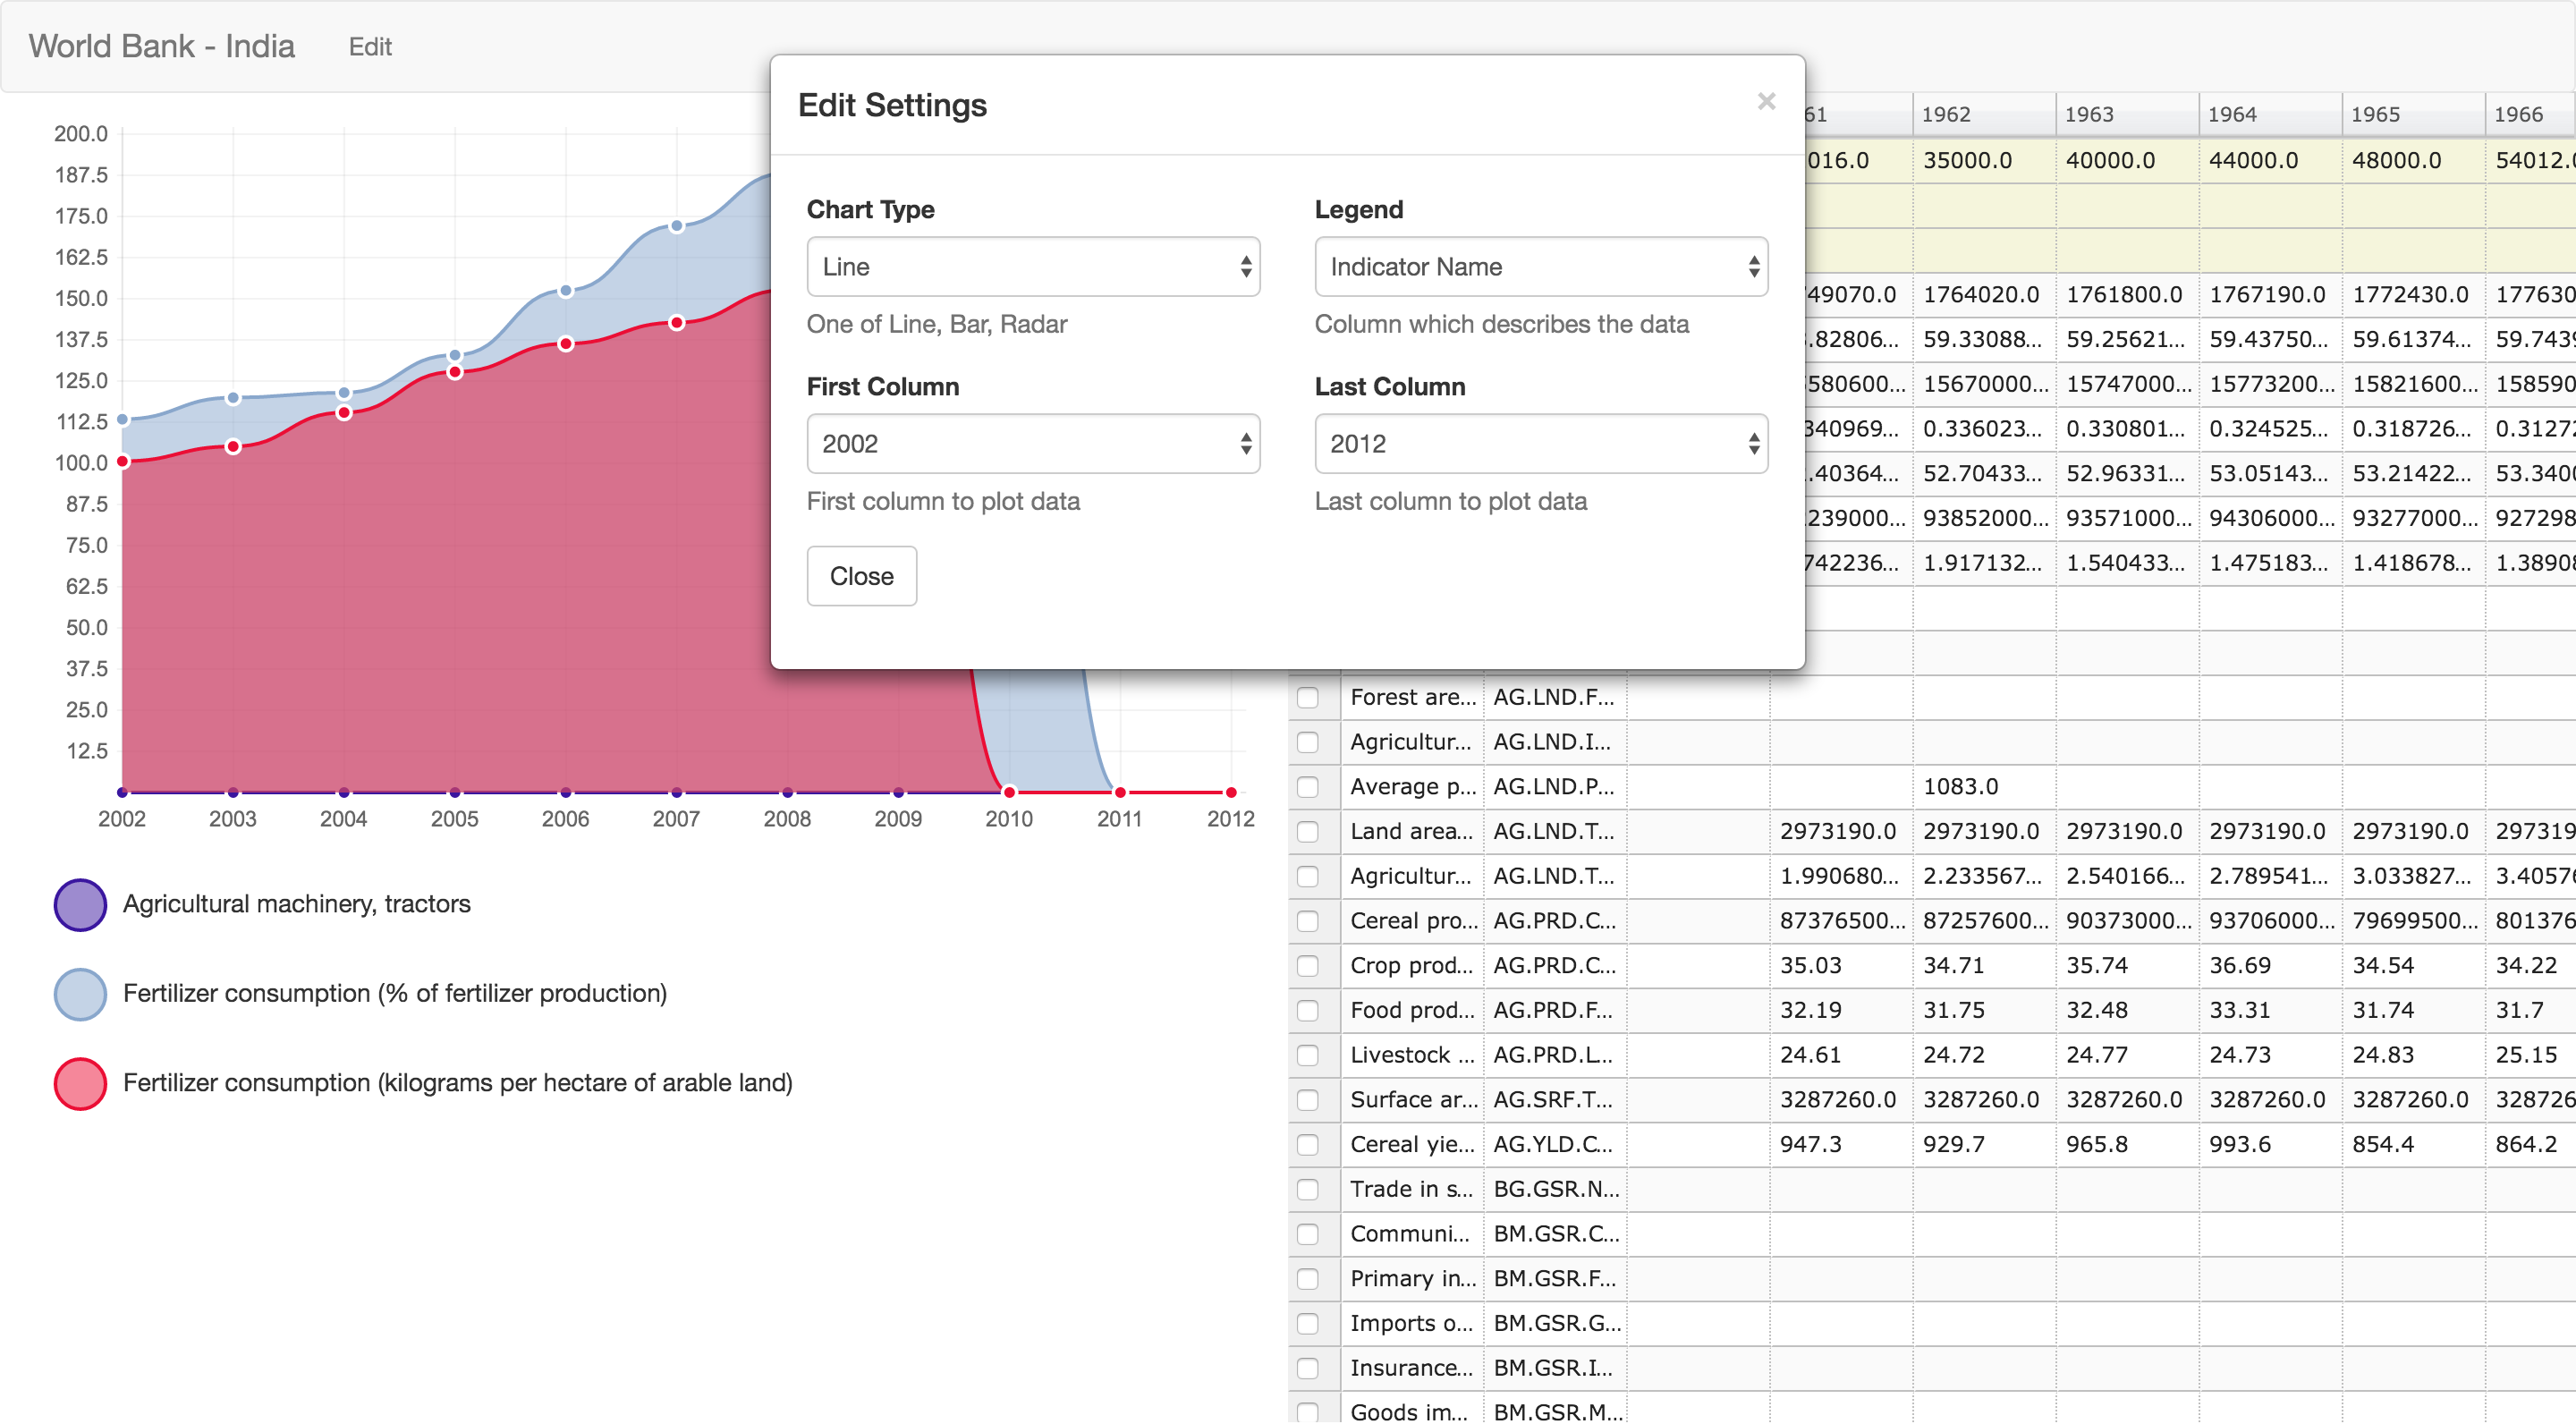 World Bank - India Edit
Edit Settings ×
Chart Type Legend
Line Indicator Name
One of Line, Bar, Radar Column which describes the data
First Column Last Column
2002 2012
First column to plot data Last column to plot data
Close
200.0
187.5
175.0
162.5
150.0
137.5
125.0
112.5
100.0
87.5
75.0
62.5
50.0
37.5
25.0
12.5
2002 2003 2004 2005 2006 2007 2008 2009 2010 2011 2012
Agricultural machinery, tractors
Fertilizer consumption (% of fertilizer production)
Fertilizer consumption (kilograms per hectare of arable land)
61 1962 1963 1964 1965 1966
016.0 35000.0 40000.0 44000.0 48000.0 54012.
49070.0 1764020.0 1761800.0 1767190.0 1772430.0 177630
.82806... 59.33088... 59.25621... 59.43750... 59.61374... 59.743
580600... 15670000... 15747000... 15773200... 15821600... 158590
340969... 0.336023... 0.330801... 0.324525... 0.318726... 0.3127
.40364... 52.70433... 52.96331... 53.05143... 53.21422... 53.340
239000... 93852000... 93571000... 94306000... 93277000... 927298
742236... 1.917132... 1.540433... 1.475183... 1.418678... 1.3890
Forest are... AG.LND.F...
Agricultur... AG.LND.I...
Average p... AG.LND.P... 1083.0
Land area... AG.LND.T... 2973190.0 2973190.0 2973190.0 2973190.0 2973190.0 297319
Agricultur... AG.LND.T... 1.990680... 2.233567... 2.540166... 2.789541... 3.033827... 3.4057
Cereal pro... AG.PRD.C... 87376500... 87257600... 90373000... 93706000... 79699500... 801376
Crop prod... AG.PRD.C... 35.03 34.71 35.74 36.69 34.54 34.22
Food prod... AG.PRD.F... 32.19 31.75 32.48 33.31 31.74 31.7
Livestock ... AG.PRD.L... 24.61 24.72 24.77 24.73 24.83 25.15
Surface ar... AG.SRF.T... 3287260.0 3287260.0 3287260.0 3287260.0 3287260.0 328726
Cereal yie... AG.YLD.C... 947.3 929.7 965.8 993.6 854.4 864.2
Trade in s... BG.GSR.N...
Communi... BM.GSR.C...
Primary in... BM.GSR.F...
Imports o... BM.GSR.G...
Insurance... BM.GSR.I...
Goods im... BM.GSR.M...